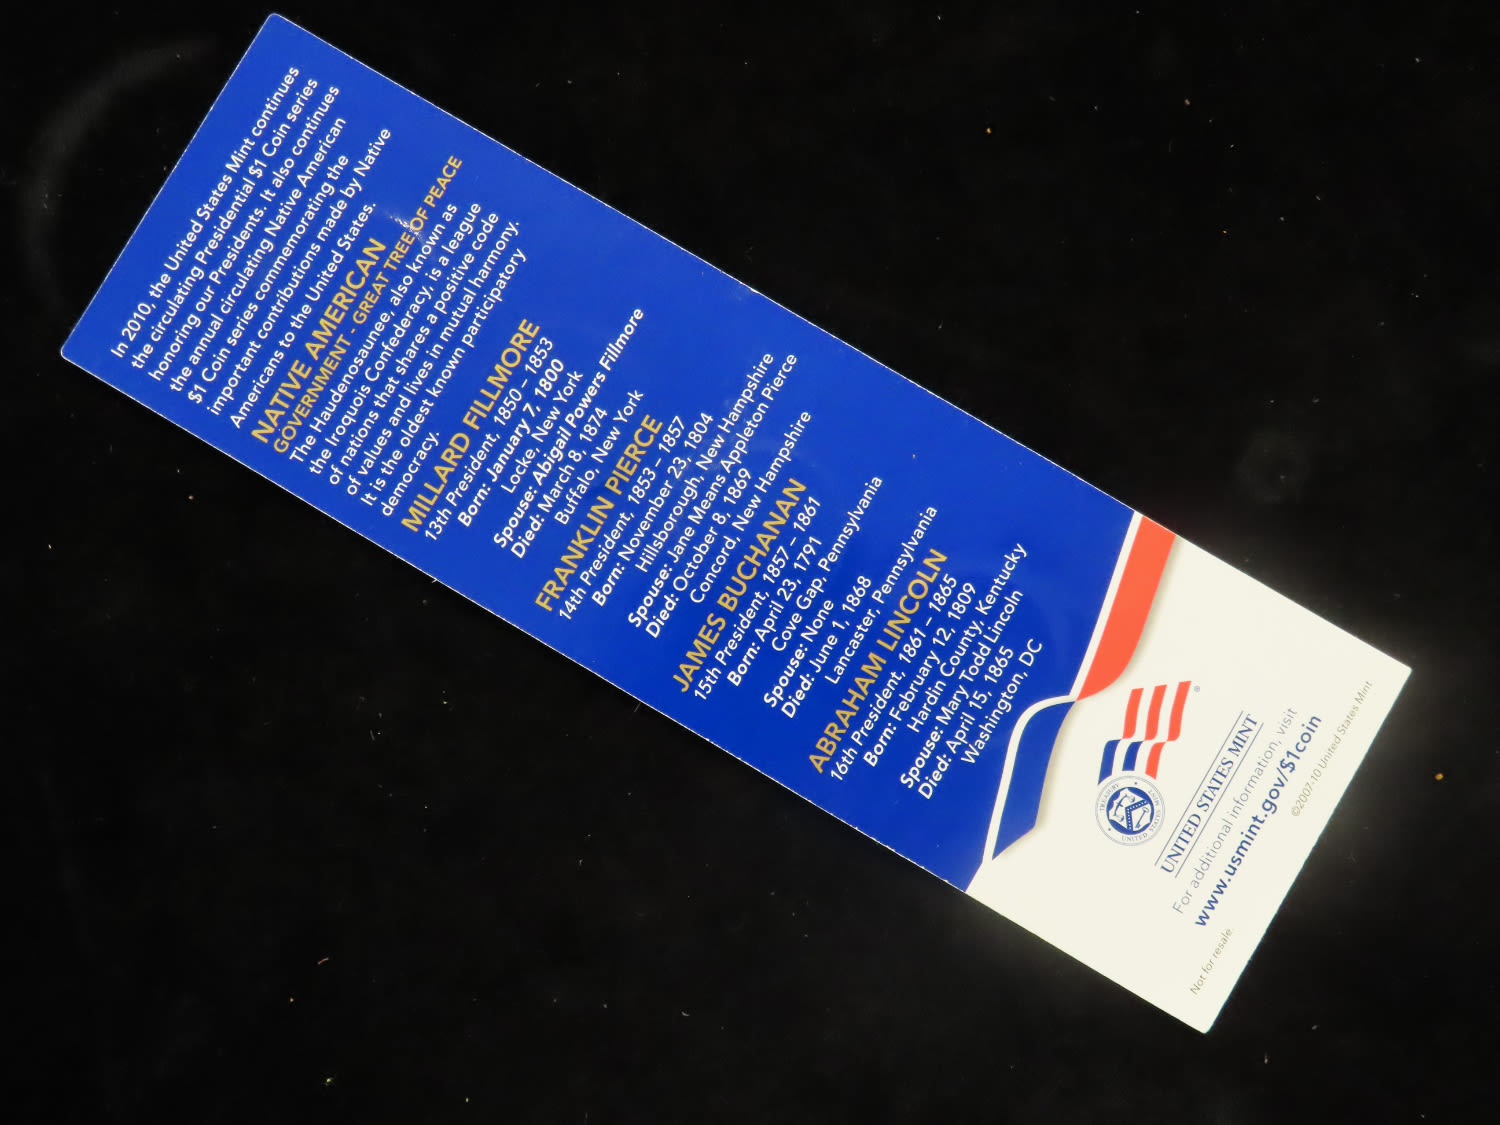 In 2010, the United States Mint continues
the circulating Presidential $1 Coin series
honoring our Presidents. It also continues
the annual circulating Native American
$1 Coin series commemorating the
important contributions made by Native
Americans to the United States.
NATIVE AMERICAN
GOVERNMENT - GREAT TREE OF PEACE
The Haudenosaunee, also known as
the Iroquois Confederacy, is a league
of nations that shares a positive code
of values and lives in mutual harmony.
It is the oldest known participatory
democracy.
MILLARD FILLMORE
13th President, 1850 – 1853
Born: January 7, 1800
Locke, New York
Spouse: Abigail Powers Fillmore
Died: March 8, 1874
Buffalo, New York
FRANKLIN PIERCE
14th President, 1853 – 1857
Born: November 23, 1804
Hillsborough, New Hampshire
Spouse: Jane Means Appleton Pierce
Died: October 8, 1869
Concord, New Hampshire
JAMES BUCHANAN
15th President, 1857 – 1861
Born: April 23, 1791
Cove Gap, Pennsylvania
Spouse: None
Died: June 1, 1868
Lancaster, Pennsylvania
ABRAHAM LINCOLN
16th President, 1861 – 1865
Born: February 12, 1809
Hardin County, Kentucky
Spouse: Mary Todd Lincoln
Died: April 15, 1865
Washington, DC
®
TREASURY
UNITED STATES MINT
UNITED STATES MINT
For additional information, visit
www.usmint.gov/$1coin
Not for resale.
©2007-10 United States Mint